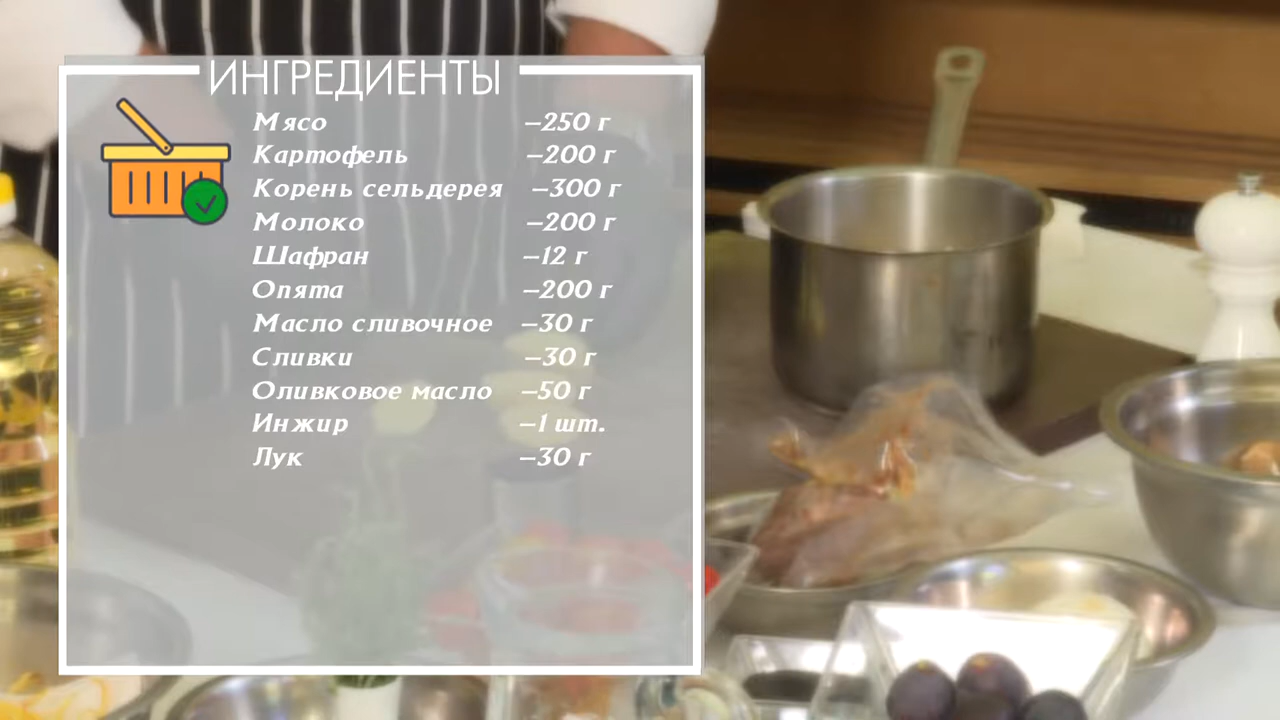 ИНГРЕДИЕНТЫ
Мясо –250 г
Картофель –200 г
Корень сельдерея –300 г
Молоко –200 г
Шафран –12 г
Опята –200 г
Масло сливочное –30 г
Сливки –30 г
Оливковое масло –50 г
Инжир –1 шт.
Лук –30 г